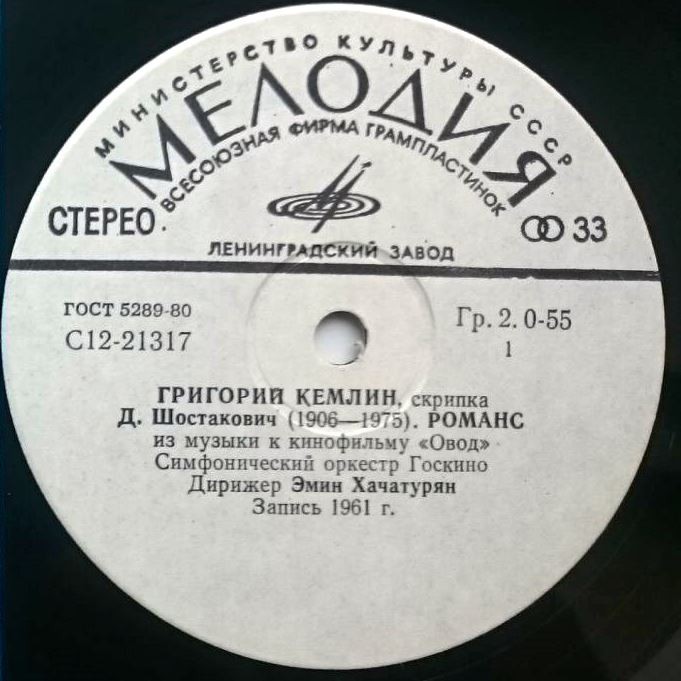 МИНИСТЕРСТВО КУЛЬТУРЫ СССР
МЕЛОДИЯ
ВСЕСОЮЗНАЯ ФИРМА ГРАМПЛАСТИНОК
СТЕРЕО
33
ЛЕНИНГРАДСКИЙ ЗАВОД
ГОСТ 5289-80
С12-21317
Гр. 2. 0-55
1
ГРИГОРИЙ КЕМЛИН, скрипка
Д. Шостакович (1906—1975). РОМАНС
из музыки к кинофильму «Овод»
Симфонический оркестр Госкино
Дирижер Эмин Хачатурян
Запись 1961 г.